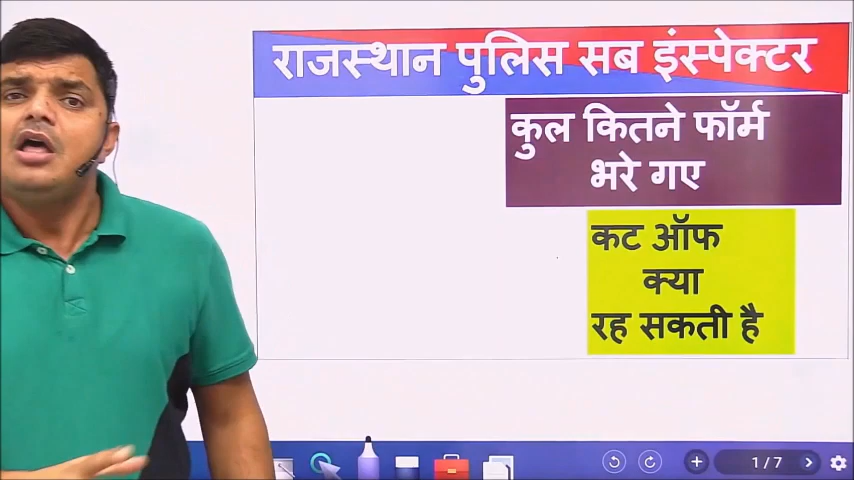 राजस्थान पुलिस सब इंस्पेक्टर
कुल कितने फॉर्म
भरे गए
कट ऑफ
क्या
रह सकती है
1/7